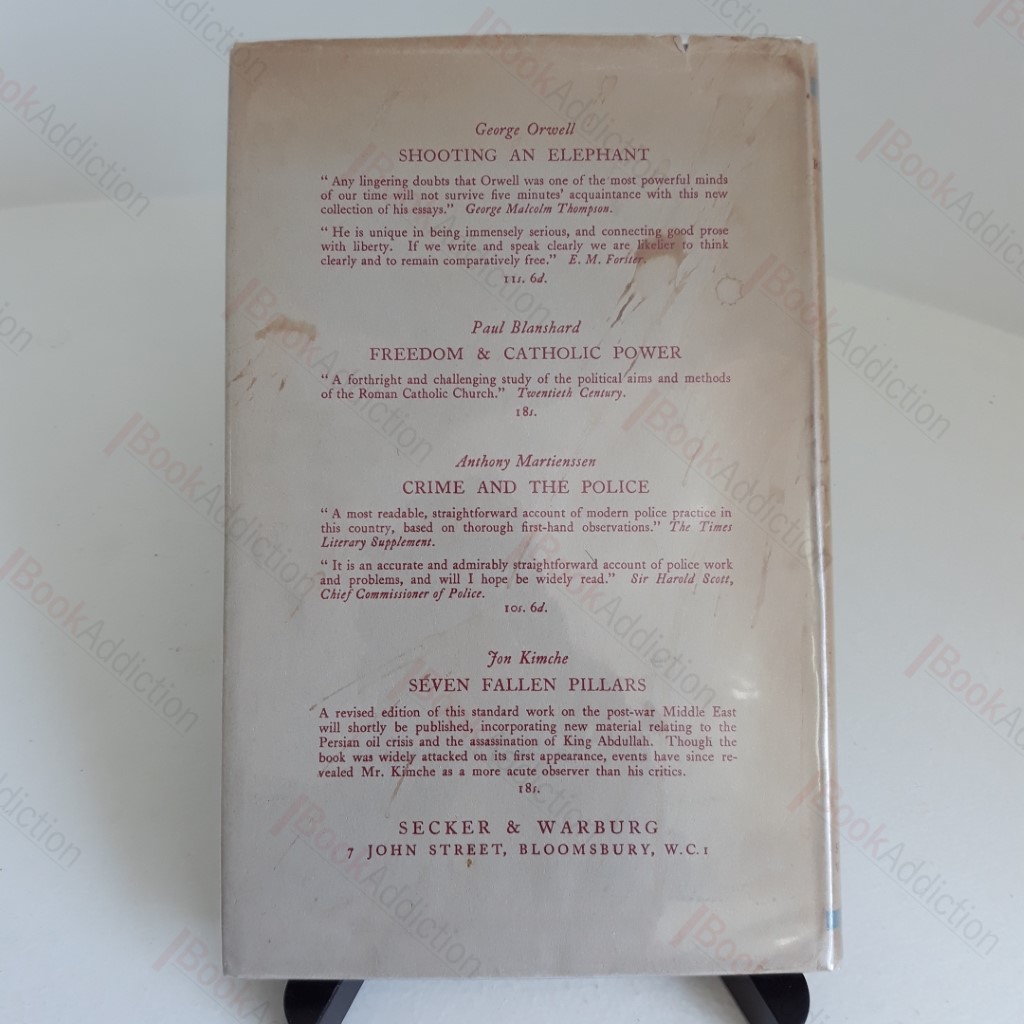 George Orwell
SHOOTING AN ELEPHANT
“ Any lingering doubts that Orwell was one of the most powerful minds
of our time will not survive five minutes’ acquaintance with this new
collection of his essays.” George Malcolm Thompson.
“ He is unique in being immensely serious, and connecting good prose
with liberty. If we write and speak clearly we are likelier to think
clearly and to remain comparatively free.” E. M. Forster.
11s. 6d.
Paul Blanshard
FREEDOM & CATHOLIC POWER
“ A forthright and challenging study of the political aims and methods
of the Roman Catholic Church.” Twentieth Century.
18s.
Anthony Martienssen
CRIME AND THE POLICE
“ A most readable, straightforward account of modern police practice in
this country, based on thorough first-hand observations.” The Times
Literary Supplement.
“ It is an accurate and admirably straightforward account of police work
and problems, and will I hope be widely read.” Sir Harold Scott,
Chief Commissioner of Police.
10s. 6d.
Jon Kimche
SEVEN FALLEN PILLARS
A revised edition of this standard work on the post-war Middle East
will shortly be published, incorporating new material relating to the
Persian oil crisis and the assassination of King Abdullah. Though the
book was widely attacked on its first appearance, events have since re-
vealed Mr. Kimche as a more acute observer than his critics.
18s.
SECKER & WARBURG
7 JOHN STREET, BLOOMSBURY, W.C.1
BookAddiction